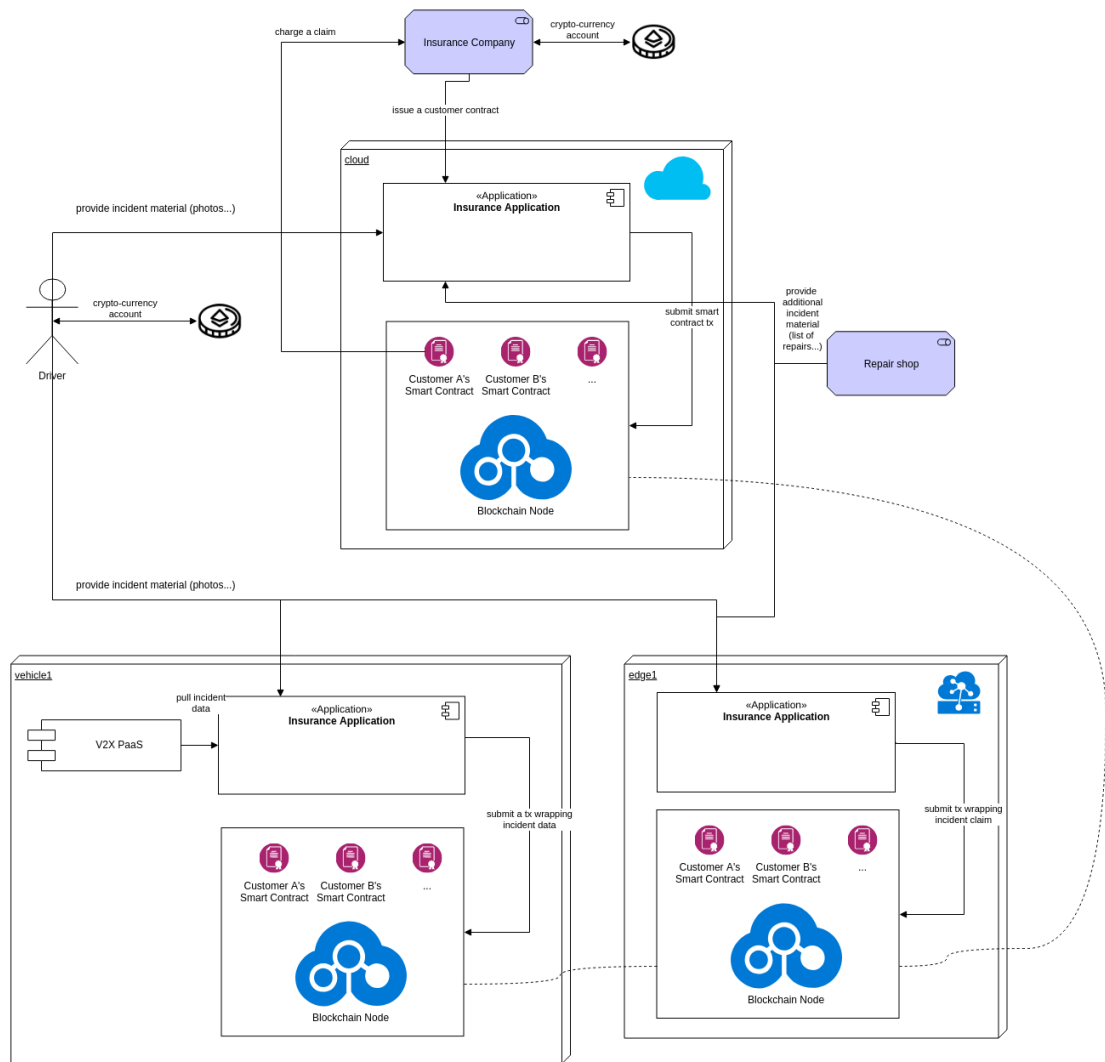 charge a claim
Insurance Company
crypto-currency
account
issue a customer contract
cloud
«Application»
Insurance Application
provide incident material (photos...)
crypto-currency
account
Driver
submit smart
contract tx
provide
additional
incident
material
(list of
repairs...)
Repair shop
Customer A's
Smart Contract
Customer B's
Smart Contract
...
Blockchain Node
provide incident material (photos...)
vehicle1
pull incident
data
V2X PaaS
«Application»
Insurance Application
submit a tx wrapping
incident data
Customer A's
Smart Contract
Customer B's
Smart Contract
...
Blockchain Node
edge1
«Application»
Insurance Application
submit tx wrapping
incident claim
Customer A's
Smart Contract
Customer B's
Smart Contract
...
Blockchain Node